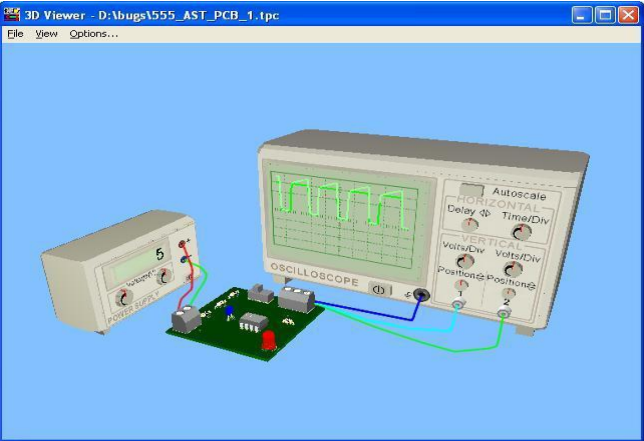 3D Viewer - D:\bugs\555_AST_PCB_1.tpc
File View Options...
Autoscale
HORIZONTAL
Delay Time/Div
VERTICAL
Volts/Div Volts/Div
Position Position
1 2
OSCILLOSCOPE
5
POWER SUPPLY